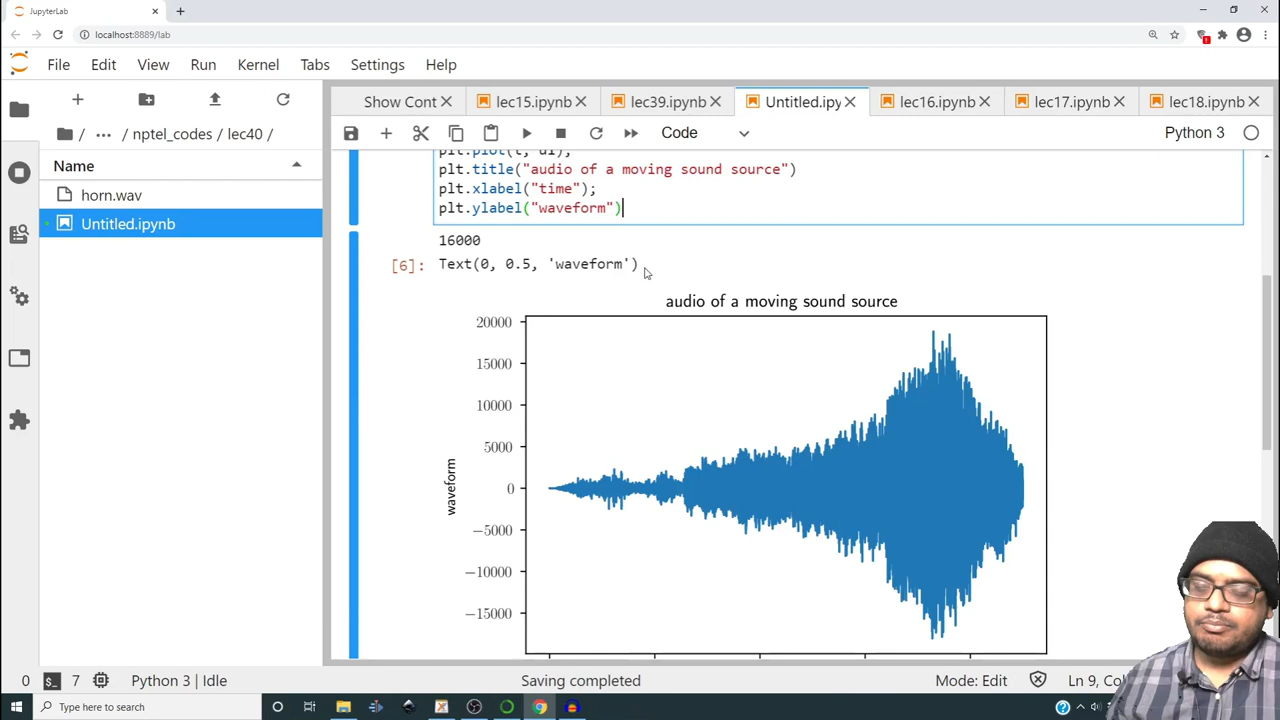 JupyterLab
localhost:8889/lab
File Edit View Run Kernel Tabs Settings Help
Show Cont lec15.ipynb lec39.ipynb Untitled.ipy lec16.ipynb lec17.ipynb lec18.ipynb
/ ... / nptel_codes / lec40 /
Code
Python 3
Name
horn.wav
Untitled.ipynb
plt.plot(t, d1);
plt.title("audio of a moving sound source")
plt.xlabel("time");
plt.ylabel("waveform")
16000
[6]: Text(0, 0.5, 'waveform')
audio of a moving sound source
20000
15000
10000
5000
0
−5000
−10000
−15000
waveform
0 7 Python 3 | Idle Saving completed Mode: Edit Ln 9,
Type here to search